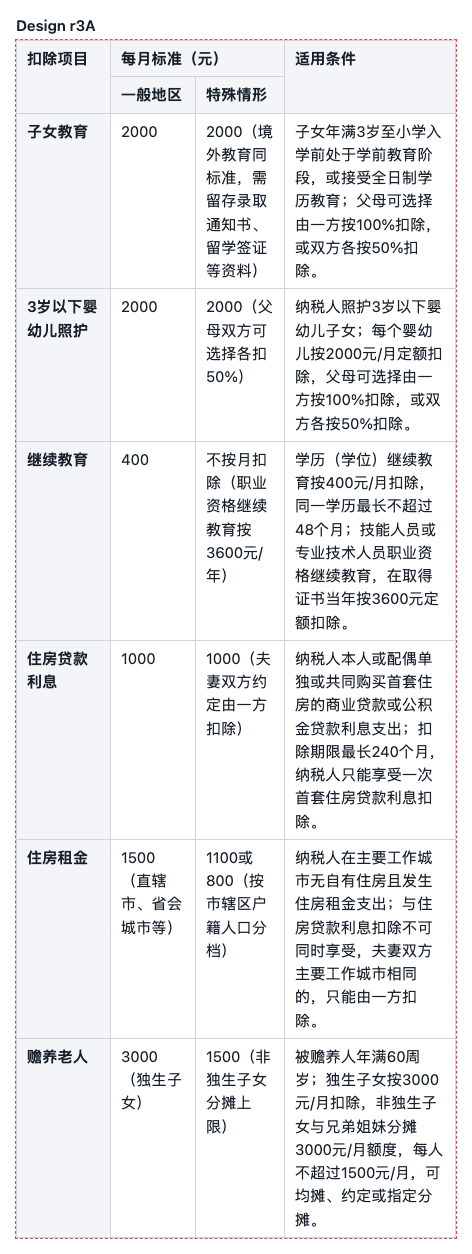 Design r3A
扣除项目
每月标准（元）
适用条件
一般地区
特殊情形
子女教育
2000
2000（境
外教育同
标准，需
留存录取
通知书、
留学签证
等资料）
子女年满3岁至小学入
学前处于学前教育阶
段，或接受全日制学
历教育；父母可选择
由一方按100%扣除，
或双方各按50%扣
除。
3岁以下婴
幼儿照护
2000
2000（父
母双方可
选择各扣
50%）
纳税人照护3岁以下婴
幼儿子女；每个婴幼
儿按2000元/月定额扣
除，父母可选择由一
方按100%扣除，或双
方各按50%扣除。
继续教育
400
不按月扣
除（职业
资格继续
教育按
3600元/
年）
学历（学位）继续教
育按400元/月扣除，
同一学历最长不超过
48个月；技能人员或
专业技术人员职业资
格继续教育，在取得
证书当年按3600元定
额扣除。
住房贷款
利息
1000
1000（夫
妻双方约
定由一方
扣除）
纳税人本人或配偶单
独或共同购买首套住
房的商业贷款或公积
金贷款利息支出；扣
除期限最长240个月，
纳税人只能享受一次
首套住房贷款利息扣
除。
住房租金
1500
（直辖
市、省会
城市等）
1100或
800（按
市辖区户
籍人口分
档）
纳税人在主要工作城
市无自有住房且发生
住房租金支出；与住
房贷款利息扣除不可
同时享受，夫妻双方
主要工作城市相同
的，只能由一方扣
除。
赡养老人
3000
（独生子
女）
1500（非
独生子女
分摊上
限）
被赡养人年满60周
岁；独生子女按3000
元/月扣除，非独生子
女与兄弟姐妹分摊
3000元/月额度，每人
不超过1500元/月，可
均摊、约定或指定分
摊。